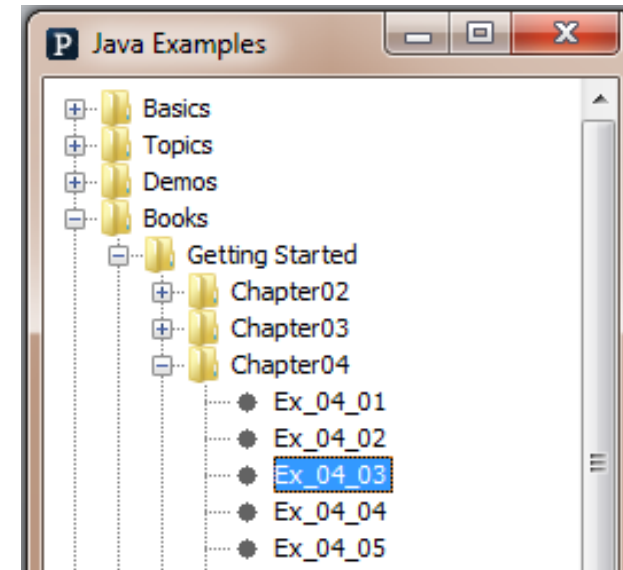 P Java Examples
Basics
Topics
Demos
Books
Getting Started
Chapter02
Chapter03
Chapter04
Ex_04_01
Ex_04_02
Ex_04_03
Ex_04_04
Ex_04_05